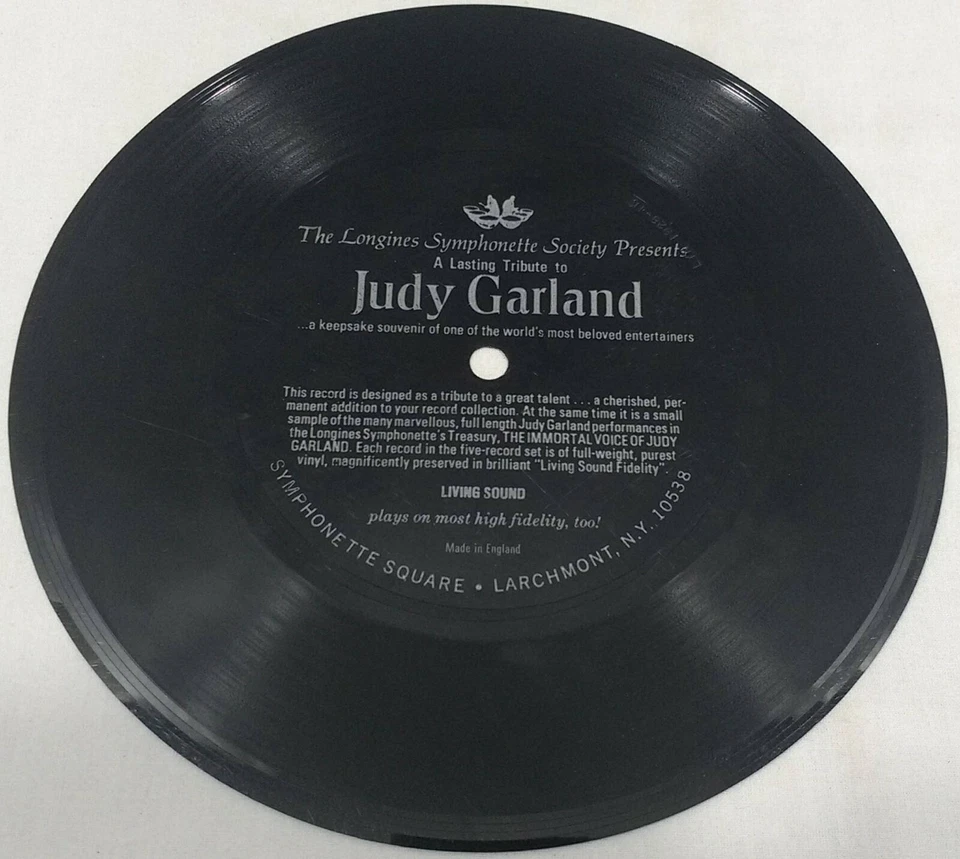 The Longines Symphonette Society Presents
A Lasting Tribute to
Judy Garland
...a keepsake souvenir of one of the world's most beloved entertainers
This record is designed as a tribute to a great talent . . . a cherished, per-
manent addition to your record collection. At the same time it is a small
sample of the many marvellous, full length Judy Garland performances in
the Longines Symphonette's Treasury, THE IMMORTAL VOICE OF JUDY
GARLAND. Each record in the five-record set is of full-weight, purest
vinyl, magnificently preserved in brilliant "Living Sound Fidelity".
LIVING SOUND
plays on most high fidelity, too!
Made in England
SYMPHONETTE SQUARE • LARCHMONT, N.Y. 10538